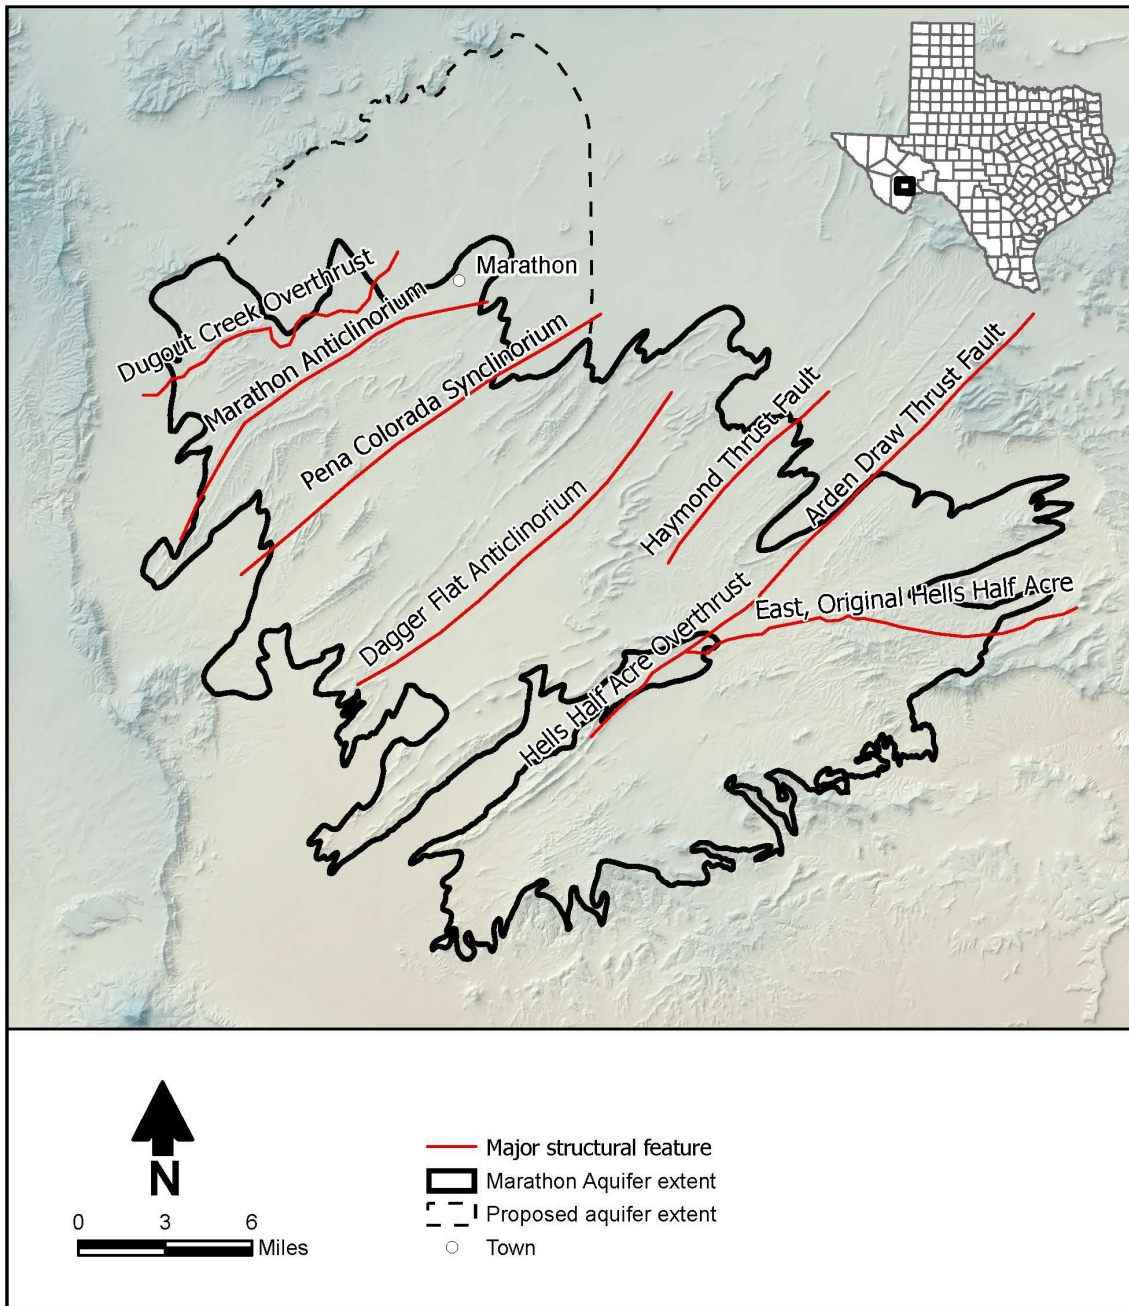 Marathon
Dugout Creek Overthrust
Marathon Anticlinorium
Pena Colorada Synclinorium
Haymond Thrust Fault
Arden Draw Thrust Fault
Dagger Flat Anticlinorium
East, Original Hells Half Acre
Hells Half Acre Overthrust
N
0 3 6
Miles
Major structural feature
Marathon Aquifer extent
Proposed aquifer extent
Town